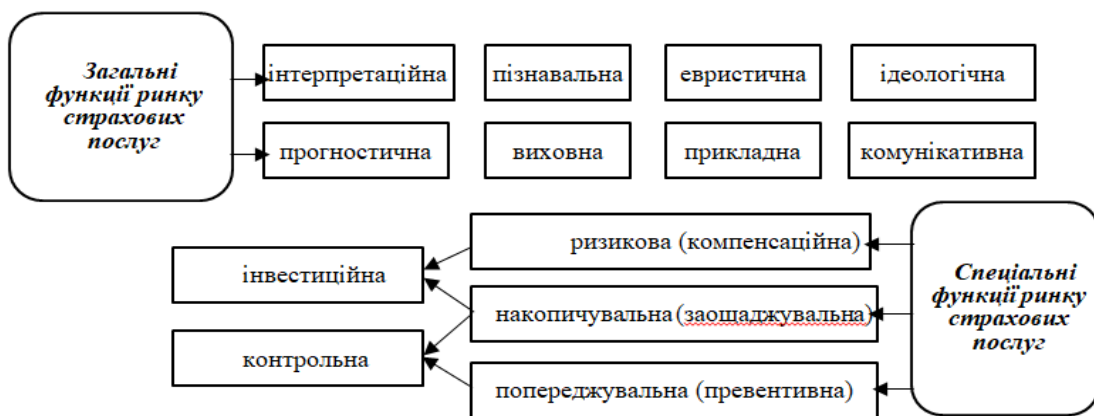 Загальні
функції ринку
страхових
послуг
інтерпретаційна
пізнавальна
евристична
ідеологічна
прогностична
виховна
прикладна
комунікативна
ризикова (компенсаційна)
інвестиційна
накопичувальна (заощаджувальна)
контрольна
попереджувальна (превентивна)
Спеціальні
функції ринку
страхових
послуг